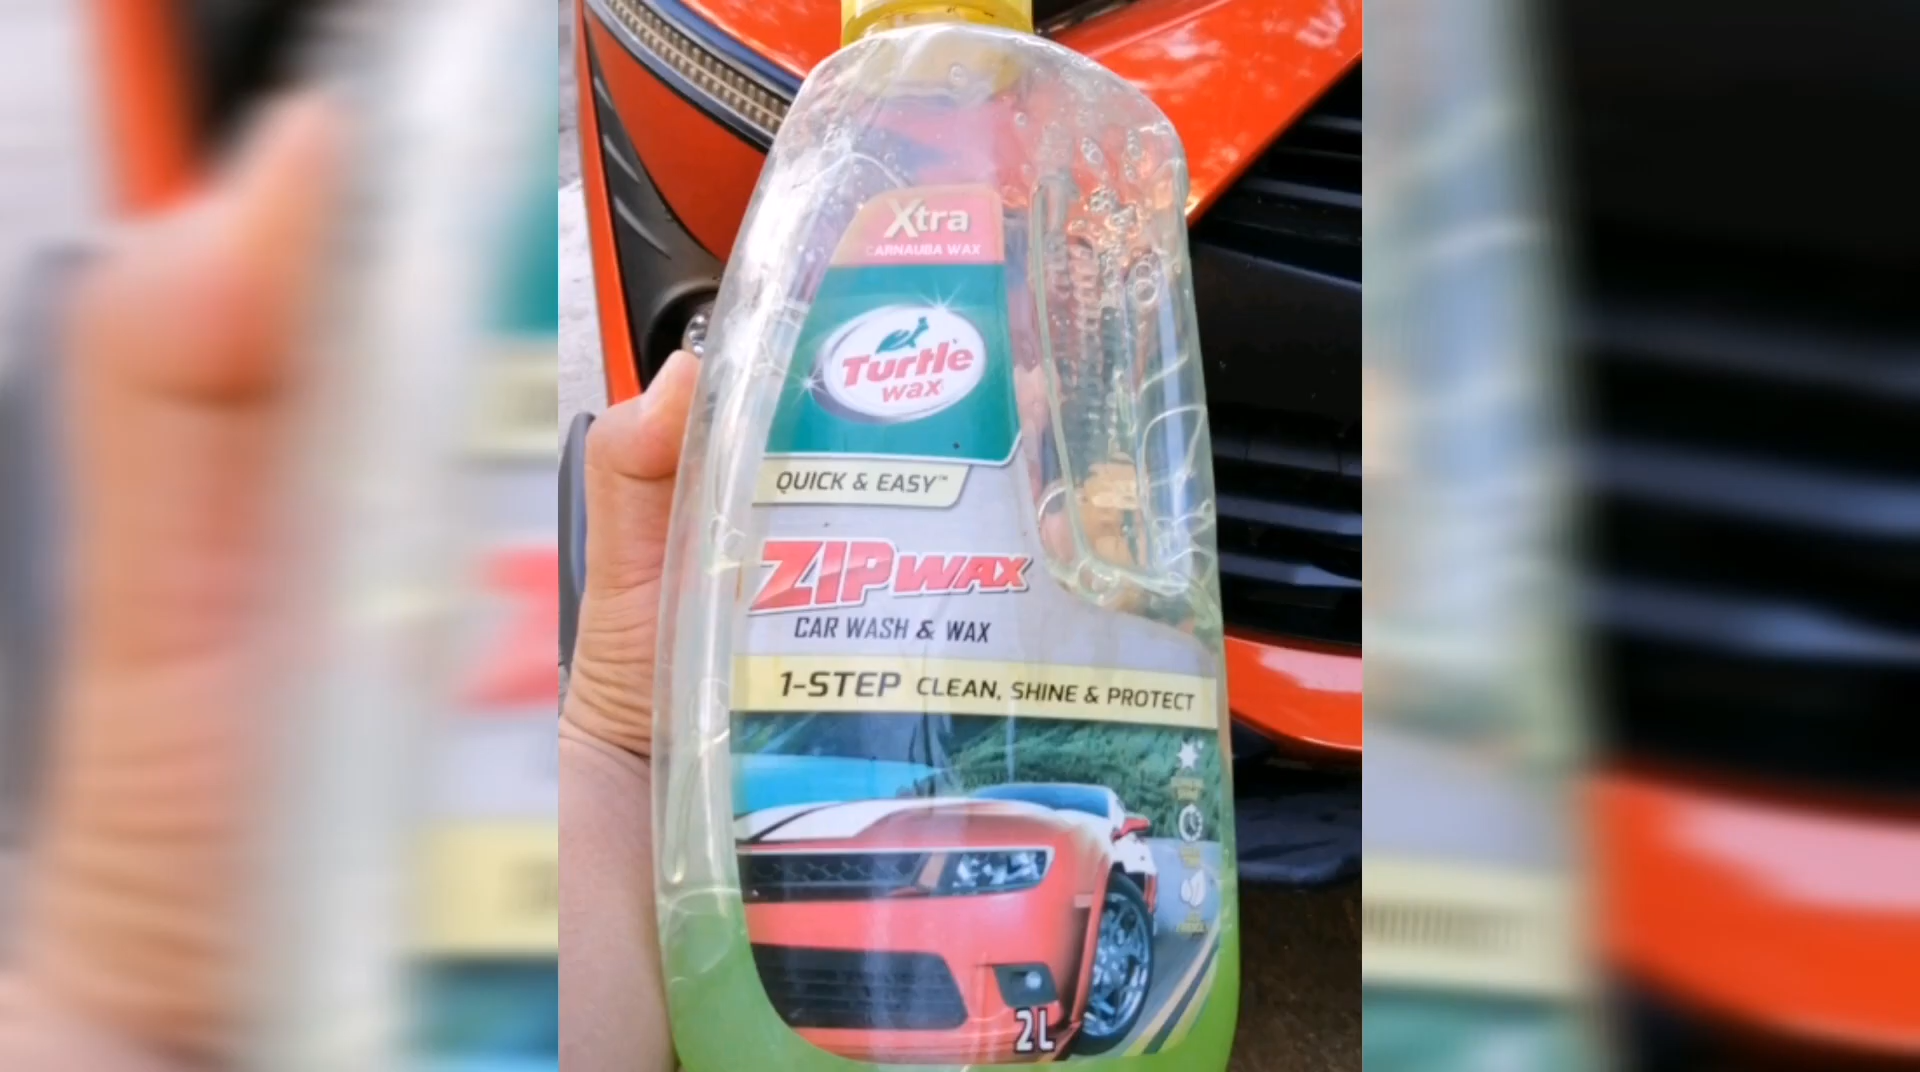 Xtra
CARNAUBA WAX
Turtle
wax
QUICK & EASY™
ZIP WAX
CAR WASH & WAX
1-STEP CLEAN, SHINE & PROTECT
2L